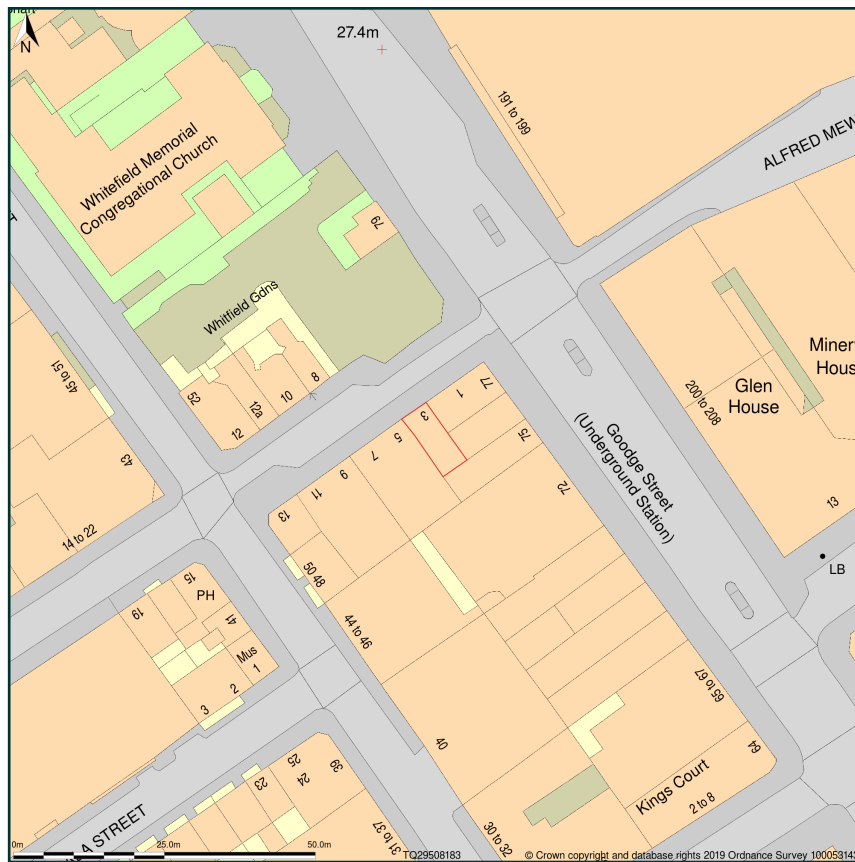 N
27.4m
191 to 199
ALFRED MEW
Whitefield Memorial
Congregational Church
79
Whitfield Gdns
45 to 51
52
12a
10
8
12
43
14 to 22
3
1
77
5
7
9
11
13
75
72
Goodge Street
(Underground Station)
200 to 208
Glen
House
Miner
Hous
13
LB
50
48
44 to 46
15
PH
19
41
Mus
1
2
3
40
65 to 67
64
Kings Court
2 to 8
25
24
23
39
31 to 37
30 to 32
A STREET
0m
25.0m
50.0m
TQ29508183
© Crown copyright and database rights 2019 Ordnance Survey 10005314